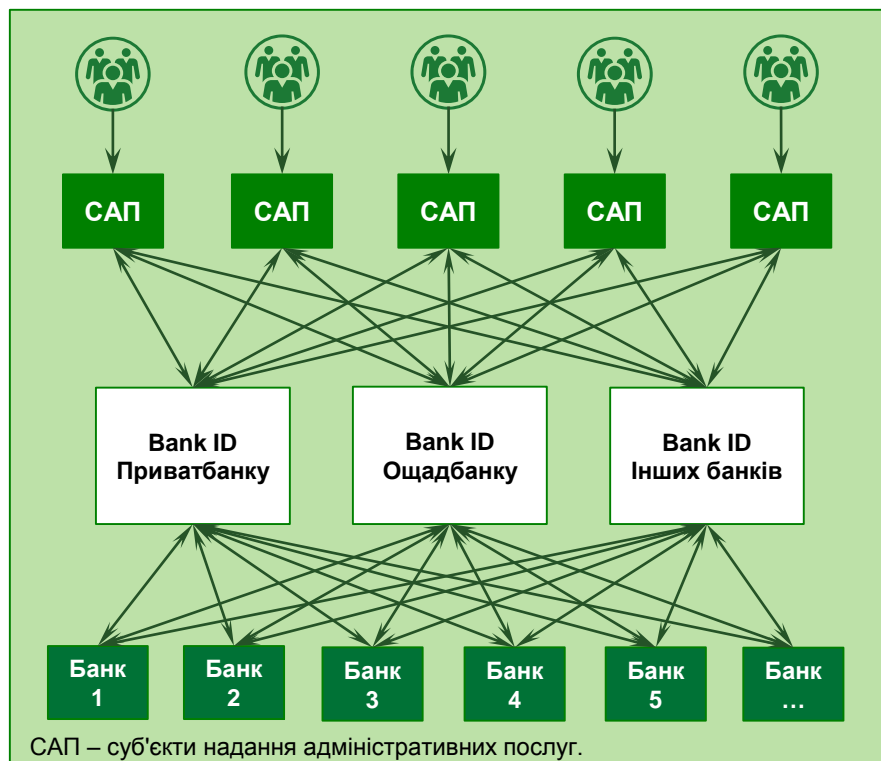 САП
САП
САП
САП
САП
Bank ID
Приватбанку
Bank ID
Ощадбанку
Bank ID
Інших банків
Банк
1
Банк
2
Банк
3
Банк
4
Банк
5
Банк
...
САП – суб'єкти надання адміністративних послуг.